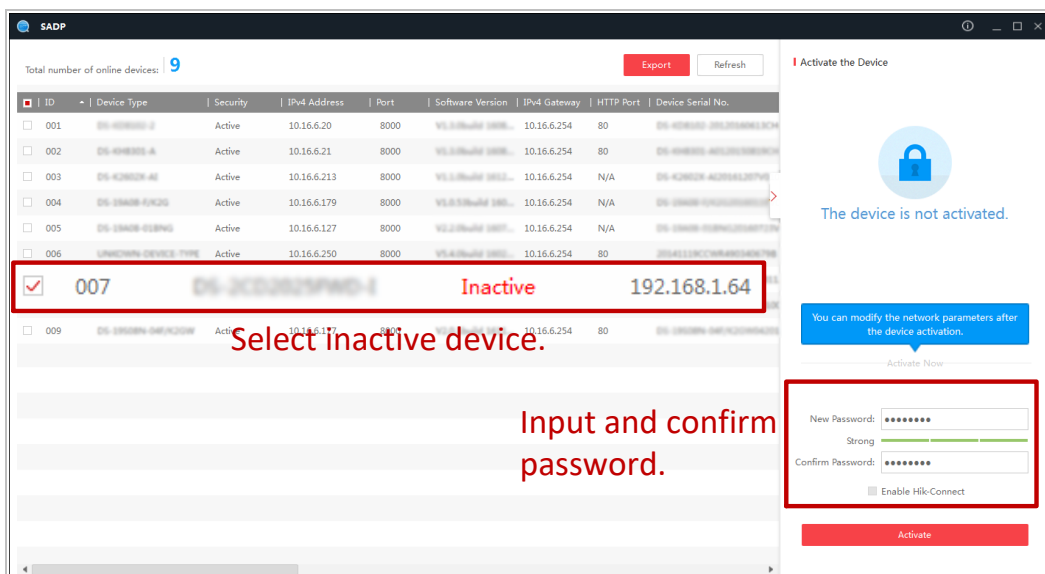 SADP
Total number of online devices: 9
Export
Refresh
ID Device Type Security IPv4 Address Port Software Version IPv4 Gateway HTTP Port Device Serial No.
001 Active 10.16.6.20 8000 10.16.6.254 80
002 Active 10.16.6.21 8000 10.16.6.254 80
003 Active 10.16.6.213 8000 10.16.6.254 N/A
004 Active 10.16.6.179 8000 10.16.6.254 N/A
005 Active 10.16.6.127 8000 10.16.6.254 N/A
006 Active 10.16.6.250 8000 10.16.6.254 80
007 Inactive 192.168.1.64
009 Active 10.16.6.177 8000 10.16.6.254 80
Select inactive device.
Input and confirm
password.
Activate the Device
The device is not activated.
You can modify the network parameters after
the device activation.
Activate Now
New Password: ●●●●●●●●
Strong
Confirm Password: ●●●●●●●●
Enable Hik-Connect
Activate